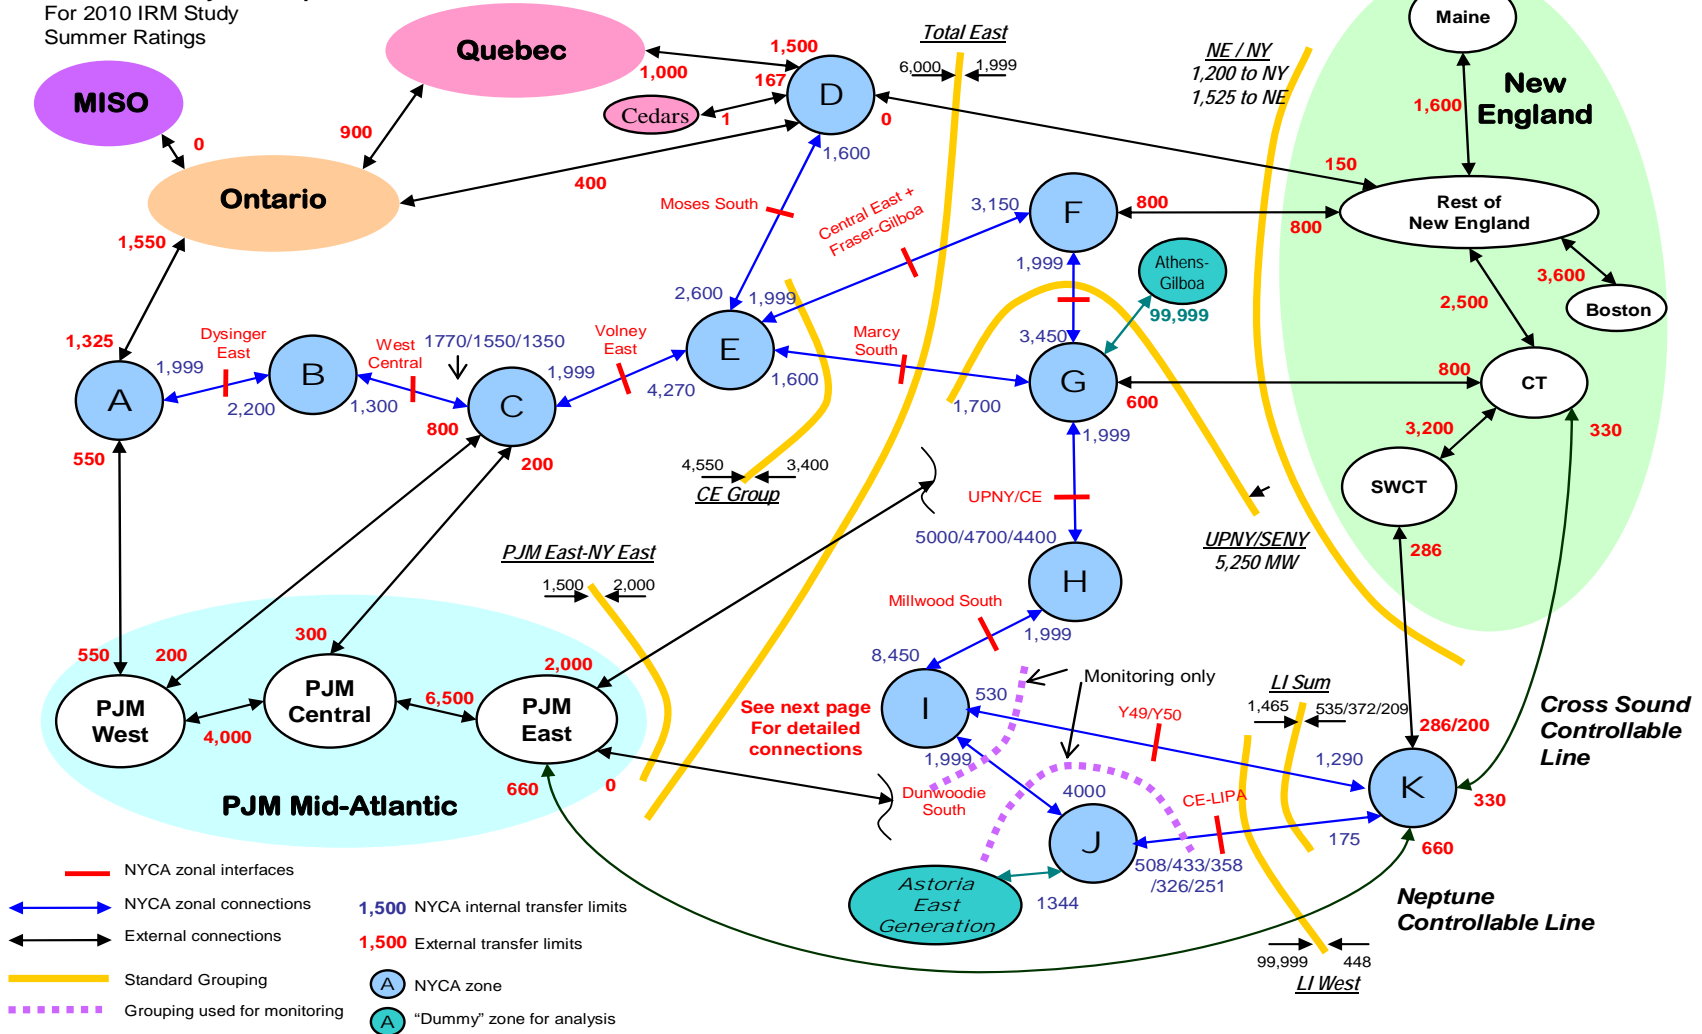 For 2010 IRM Study
Summer Ratings
MISO
Quebec
Cedars
Ontario
0
900
1,000
1,500
167
1
D
0
400
1,600
1,550
Total East
6,000
1,999
NE / NY
1,200 to NY
1,525 to NE
Maine
New
England
1,600
150
Rest of
New England
800
800
3,600
Boston
2,500
CT
800
330
3,200
SWCT
286
Moses South
Central East +
Fraser-Gilboa
3,150
F
1,999
Athens-
Gilboa
99,999
3,450
G
600
1,700
1,999
1,325
Dysinger
East
1,999
A
2,200
B
West
Central
1,300
1770/1550/1350
C
1,999
Volney
East
4,270
2,600
1,999
E
1,600
Marcy
South
800
200
550
4,550
3,400
CE Group
UPNY/CE
5000/4700/4400
UPNY/SENY
5,250 MW
H
Millwood South
1,999
8,450
PJM East-NY East
1,500
2,000
550
200
300
2,000
PJM
West
PJM
Central
PJM
East
4,000
6,500
660
0
PJM Mid-Atlantic
See next page
For detailed
connections
I
530
1,999
Monitoring only
Y49/Y50
LI Sum
1,465
535/372/209
286/200
1,290
K
330
Cross Sound
Controllable
Line
Dunwoodie
South
4000
J
CE-LIPA
175
660
508/433/358
/326/251
Astoria
East
Generation
1344
Neptune
Controllable Line
99,999
448
LI West
NYCA zonal interfaces
NYCA zonal connections
External connections
Standard Grouping
Grouping used for monitoring
1,500 NYCA internal transfer limits
1,500 External transfer limits
A NYCA zone
A "Dummy" zone for analysis